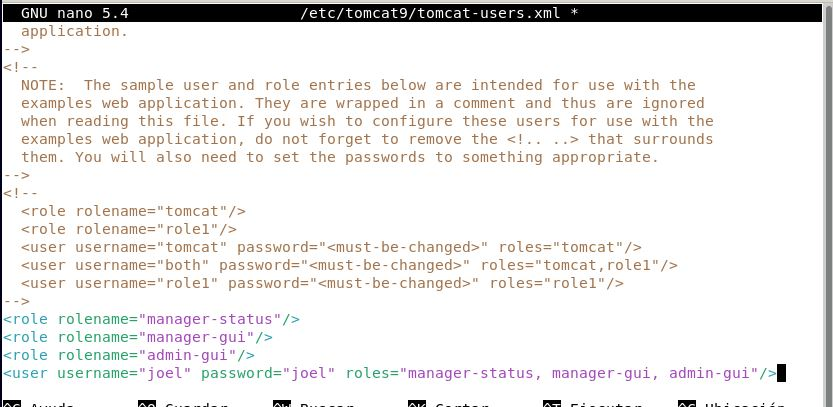 GNU nano 5.4 /etc/tomcat9/tomcat-users.xml *
application.
-->
<!--
NOTE:  The sample user and role entries below are intended for use with the
examples web application. They are wrapped in a comment and thus are ignored
when reading this file. If you wish to configure these users for use with the
examples web application, do not forget to remove the <!.. ..> that surrounds
them. You will also need to set the passwords to something appropriate.
-->
<!--
<role rolename="tomcat"/>
<role rolename="role1"/>
<user username="tomcat" password="<must-be-changed>" roles="tomcat"/>
<user username="both" password="<must-be-changed>" roles="tomcat,role1"/>
<user username="role1" password="<must-be-changed>" roles="role1"/>
-->
<role rolename="manager-status"/>
<role rolename="manager-gui"/>
<role rolename="admin-gui"/>
<user username="joel" password="joel" roles="manager-status, manager-gui, admin-gui"/>
^G Ayuda ^O Guardar ^W Buscar ^K Cortar ^T Ejecutar ^C Ubicación